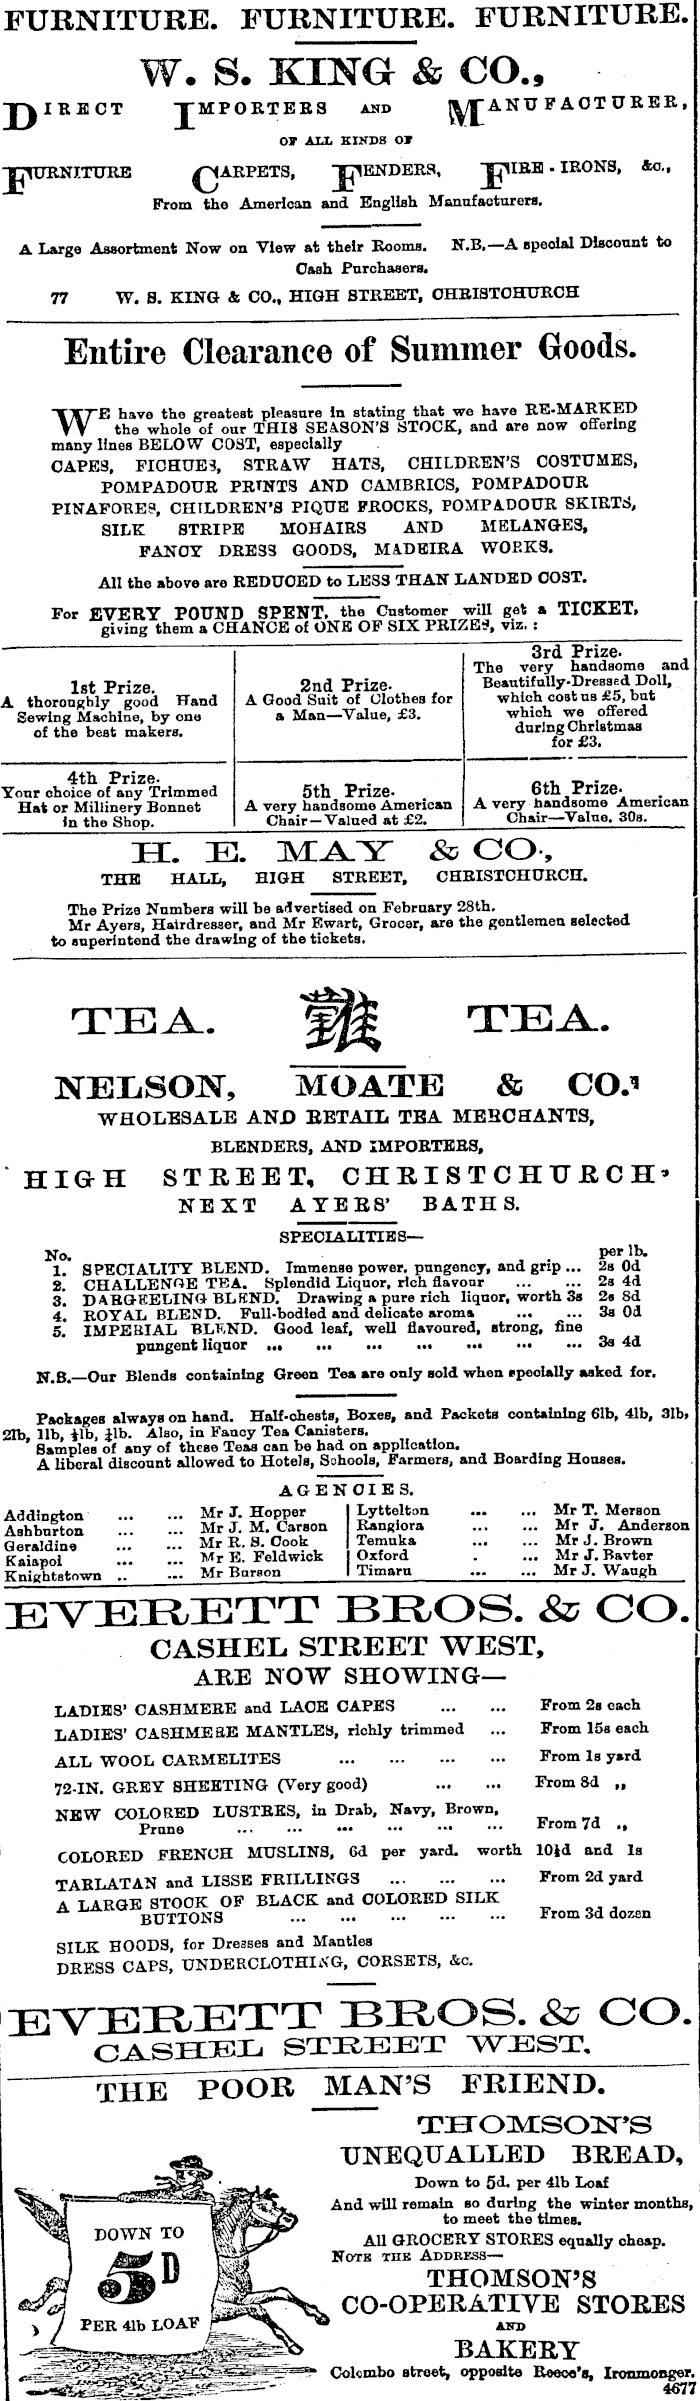 FURNITURE. FURNITURE. FURNITURE.
W. S. KING & CO.,
DIRECT IMPORTERS AND MANUFACTURER,
OF ALL KINDS OF
FURNITURE CARPETS, FENDERS, FIRE-IRONS, &c.,
From the American and English Manufacturers.
A Large Assortment Now on View at their Rooms. N.B.—A special Discount to
Cash Purchasers.
77 W. S. KING & CO., HIGH STREET, CHRISTCHURCH
Entire Clearance of Summer Goods.
WE have the greatest pleasure in stating that we have RE-MARKED
the whole of our THIS SEASON'S STOCK, and are now offering
many lines BELOW COST, especially
CAPES, FICHUES, STRAW HATS, CHILDREN'S COSTUMES,
POMPADOUR PRINTS AND CAMBRICS, POMPADOUR
PINAFORES, CHILDREN'S PIQUE FROCKS, POMPADOUR SKIRTS,
SILK STRIPE MOHAIRS AND MELANGES,
FANCY DRESS GOODS, MADEIRA WORKS.
All the above are REDUCED to LESS THAN LANDED COST.
For EVERY POUND SPENT, the Customer will get a TICKET,
giving them a CHANCE of ONE OF SIX PRIZES, viz. :
1st Prize.
A thoroughly good Hand
Sewing Machine, by one
of the best makers.
2nd Prize.
A Good Suit of Clothes for
a Man—Value, £3.
3rd Prize.
The very handsome and
Beautifully-Dressed Doll,
which cost us £5, but
which we offered
during Christmas
for £3.
4th Prize.
Your choice of any Trimmed
Hat or Millinery Bonnet
in the Shop.
5th Prize.
A very handsome American
Chair—Valued at £2.
6th Prize.
A very handsome American
Chair—Value, 30s.
H. E. MAY & CO.,
THE HALL, HIGH STREET, CHRISTCHURCH.
The Prize Numbers will be advertised on February 28th.
Mr Ayers, Hairdresser, and Mr Ewart, Grocer, are the gentlemen selected
to superintend the drawing of the tickets.
TEA. TEA.
NELSON, MOATE & CO.,
WHOLESALE AND RETAIL TEA MERCHANTS,
BLENDERS, AND IMPORTERS,
HIGH STREET, CHRISTCHURCH,
NEXT AYERS' BATHS.
SPECIALITIES—
No. per lb.
1. SPECIALITY BLEND. Immense power, pungency, and grip ... 2s 0d
2. CHALLENGE TEA. Splendid Liquor, rich flavour ... ... 2s 4d
3. DARGEELING BLEND. Drawing a pure rich liquor, worth 3s 2s 8d
4. ROYAL BLEND. Full-bodied and delicate aroma ... ... 3s 0d
5. IMPERIAL BLEND. Good leaf, well flavoured, strong, fine
pungent liquor ... ... ... ... ... ... ... 3s 4d
N.B.—Our Blends containing Green Tea are only sold when specially asked for.
Packages always on hand. Half-chests, Boxes, and Packets containing 6lb, 4lb, 3lb,
2lb, 1lb, ½lb, ¼lb. Also, in Fancy Tea Canisters.
Samples of any of these Teas can be had on application.
A liberal discount allowed to Hotels, Schools, Farmers, and Boarding Houses.
AGENCIES.
Addington ... ... Mr J. Hopper
Ashburton ... ... Mr J. M. Carson
Geraldine ... ... Mr R. S. Cook
Kaiapoi ... ... Mr E. Feldwick
Knightstown .. ... Mr Burson
Lyttelton ... ... Mr T. Merson
Rangiora ... ... Mr J. Anderson
Temuka ... ... Mr J. Brown
Oxford . ... Mr J. Baxter
Timaru ... ... Mr J. Waugh
EVERETT BROS. & CO.
CASHEL STREET WEST,
ARE NOW SHOWING—
LADIES' CASHMERE and LACE CAPES ... ... From 2s each
LADIES' CASHMERE MANTLES, richly trimmed ... From 15s each
ALL WOOL CARMELITES ... ... ... ... From 1s yard
72-IN. GREY SHEETING (Very good) ... ... From 8d ,,
NEW COLORED LUSTRES, in Drab, Navy, Brown,
Prune ... ... ... ... ... ... From 7d ,,
COLORED FRENCH MUSLINS, 6d per yard. worth 10½d and 1s
TARLATAN and LISSE FRILLINGS ... ... ... From 2d yard
A LARGE STOCK OF BLACK and COLORED SILK
BUTTONS ... ... ... ... ... From 3d dozen
SILK HOODS, for Dresses and Mantles
DRESS CAPS, UNDERCLOTHING, CORSETS, &c.
EVERETT BROS. & CO.
CASHEL STREET WEST.
THE POOR MAN'S FRIEND.
DOWN TO
5D
PER 4lb LOAF
THOMSON'S
UNEQUALLED BREAD,
Down to 5d. per 4lb Loaf
And will remain so during the winter months,
to meet the times.
All GROCERY STORES equally cheap.
NOTE THE ADDRESS—
THOMSON'S
CO-OPERATIVE STORES
AND
BAKERY
Colombo street, opposite Reece's, Ironmonger.
4677